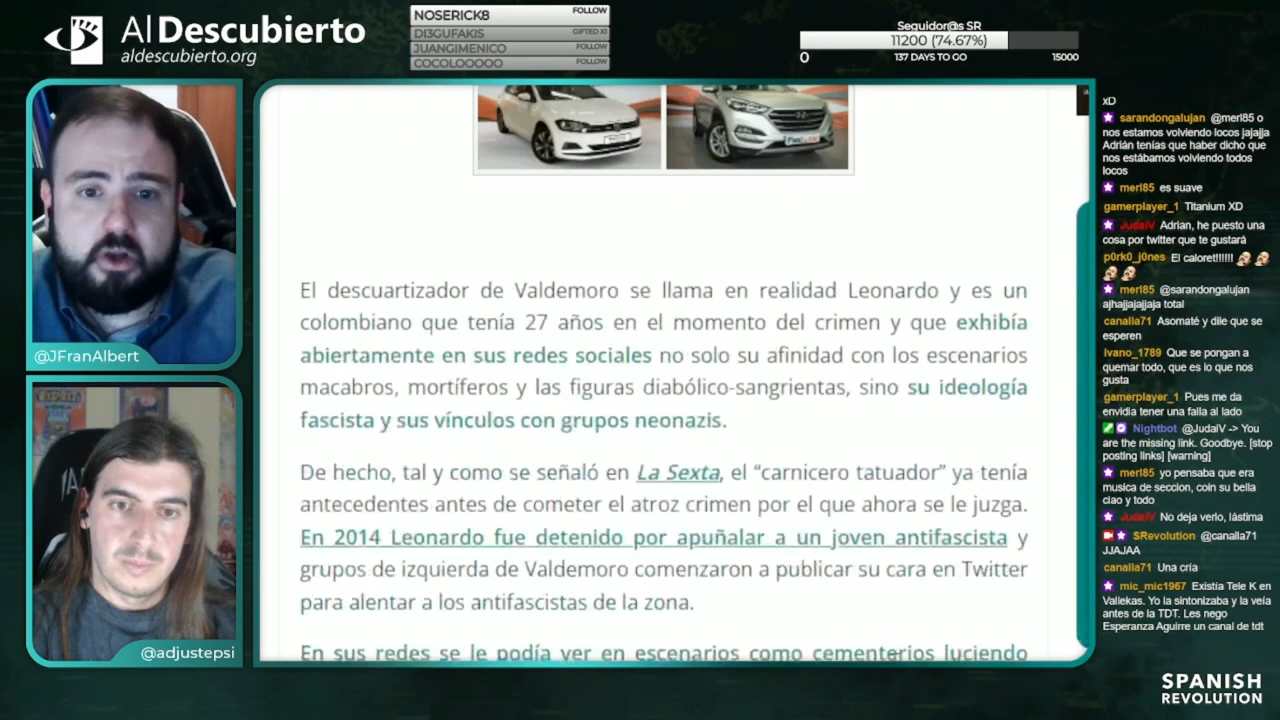 Al Descubierto
aldescubierto.org
NOSERICK8 FOLLOW
DI3GUFAKIS GIFTED X1
JUANGIMENICO FOLLOW
COCOLOOOOO FOLLOW
Seguidor@s SR
11200 (74.67%)
0 137 DAYS TO GO 15000
@JFranAlbert
@adjustepsi
El descuartizador de Valdemoro se llama en realidad Leonardo y es un
colombiano que tenía 27 años en el momento del crimen y que exhibía
abiertamente en sus redes sociales no solo su afinidad con los escenarios
macabros, mortíferos y las figuras diabólico-sangrientas, sino su ideología
fascista y sus vínculos con grupos neonazis.
De hecho, tal y como se señaló en La Sexta, el “carnicero tatuador” ya tenía
antecedentes antes de cometer el atroz crimen por el que ahora se le juzga.
En 2014 Leonardo fue detenido por apuñalar a un joven antifascista y
grupos de izquierda de Valdemoro comenzaron a publicar su cara en Twitter
para alentar a los antifascistas de la zona.
En sus redes se le podía ver en escenarios como cementerios luciendo
xD
sarandongalujan @merl85 o
nos estamos volviendo locos jajajja
Adrián tenías que haber dicho que
nos estábamos volviendo todos
locos
merl85 es suave
gamerplayer_1 Titanium XD
JudaiV Adrian, he puesto una
cosa por twitter que te gustará
p0rk0_j0nes El caloret!!!!!!
merl85 @sarandongalujan
ajhajjajajjaja total
canalla71 Asomaté y dile que se
esperen
ivano_1789 Que se pongan a
quemar todo, que es lo que nos
gusta
gamerplayer_1 Pues me da
envidia tener una falla al lado
Nightbot @JudaiV -> You
are the missing link. Goodbye. [stop
posting links] [warning]
merl85 yo pensaba que era
musica de seccion, coin su bella
ciao y todo
JudaiV No deja verlo, lástima
SRevolution @canalla71
JJAJAA
canalla71 Una cría
mic_mic1967 Existía Tele K en
Vallekas. Yo la sintonizaba y la veía
antes de la TDT. Les nego
Esperanza Aguirre un canal de tdt
SPANISH
REVOLUTION